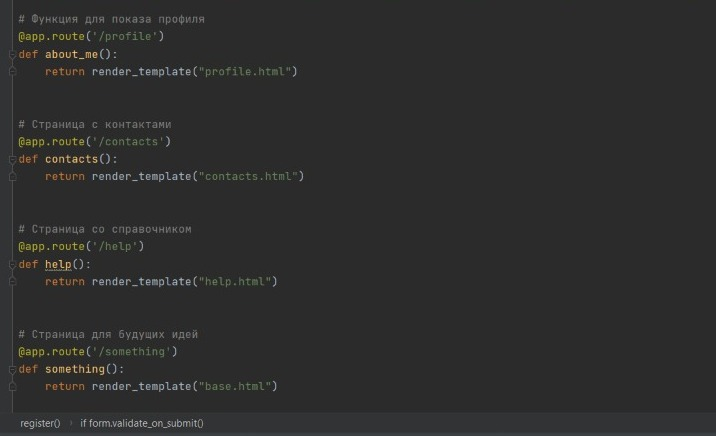 # Функция для показа профиля
@app.route('/profile')
def about_me():
    return render_template("profile.html")
# Страница с контактами
@app.route('/contacts')
def contacts():
    return render_template("contacts.html")
# Страница со справочником
@app.route('/help')
def help():
    return render_template("help.html")
# Страница для будущих идей
@app.route('/something')
def something():
    return render_template("base.html")
register() › if form.validate_on_submit()